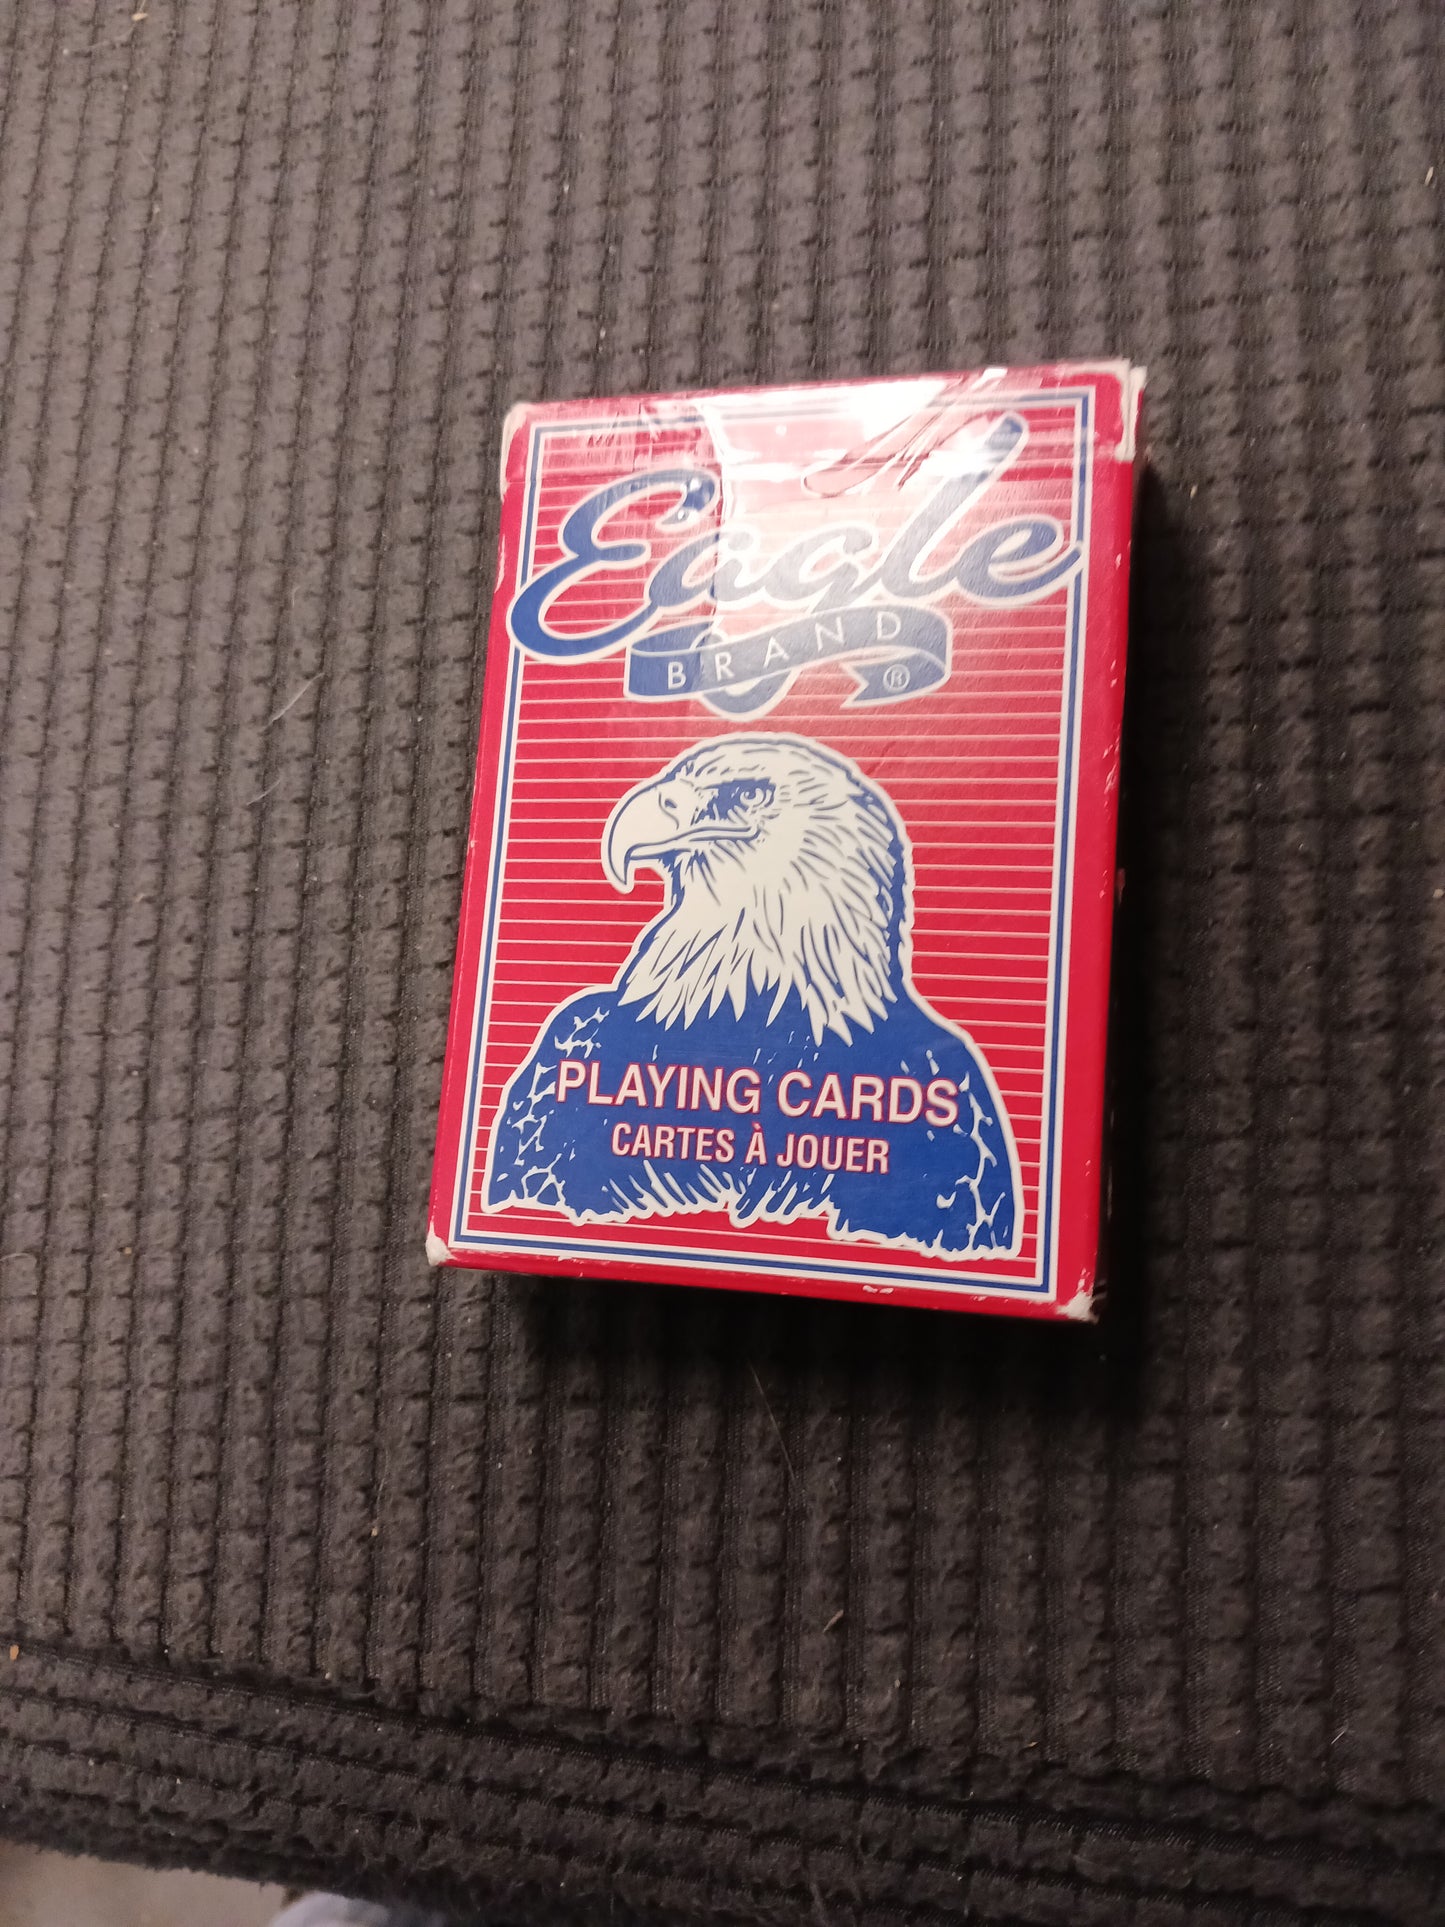 Eagle
BRAND ®
PLAYING CARDS
CARTES À JOUER